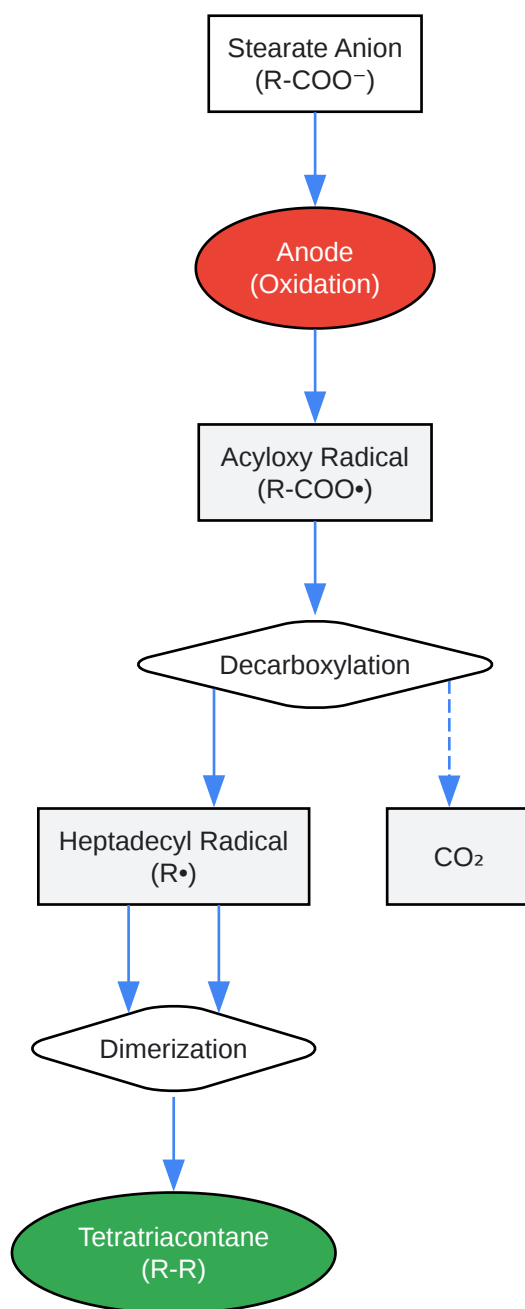 Stearate Anion
(R-COO⁻)
Anode
(Oxidation)
Acyloxy Radical
(R-COO•)
Decarboxylation
Heptadecyl Radical
(R•)
CO₂
Dimerization
Tetratriacontane
(R-R)